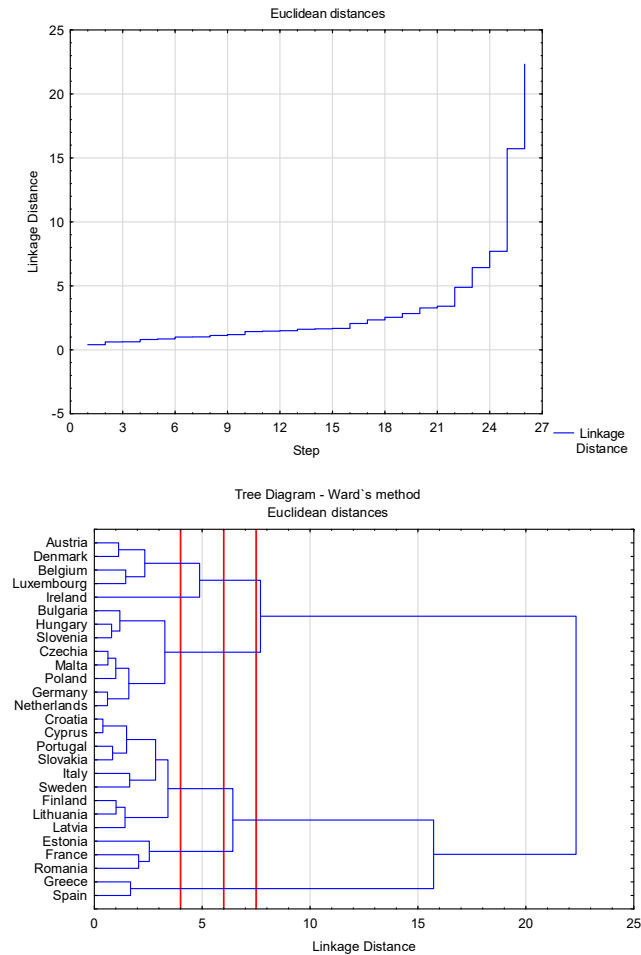 Euclidean distances
25
20
15
10
5
0
-5
Linkage Distance
0 3 6 9 12 15 18 21 24 27
Step
Linkage
Distance
Tree Diagram - Ward`s method
Euclidean distances
Austria
Denmark
Belgium
Luxembourg
Ireland
Bulgaria
Hungary
Slovenia
Czechia
Malta
Poland
Germany
Netherlands
Croatia
Cyprus
Portugal
Slovakia
Italy
Sweden
Finland
Lithuania
Latvia
Estonia
France
Romania
Greece
Spain
0 5 10 15 20 25
Linkage Distance